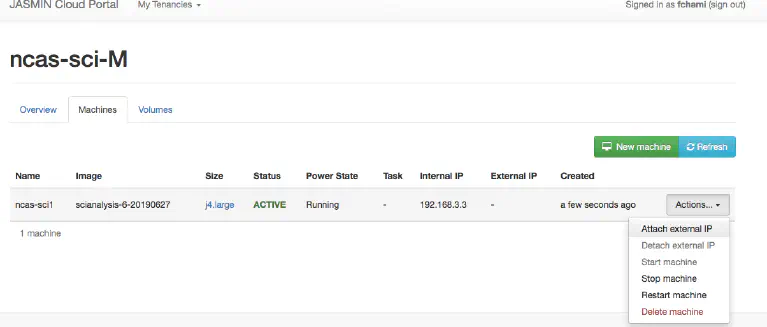 JASMIN Cloud Portal My Tenancies Signed in as fchami (sign out)
ncas-sci-M
Overview Machines Volumes
New machine Refresh
Name Image Size Status Power State Task Internal IP External IP Created
ncas-sci1 scianalysis-6-20190627 j4.large ACTIVE Running - 192.168.3.3 - a few seconds ago Actions...
1 machine
Attach external IP
Detach external IP
Start machine
Stop machine
Restart machine
Delete machine